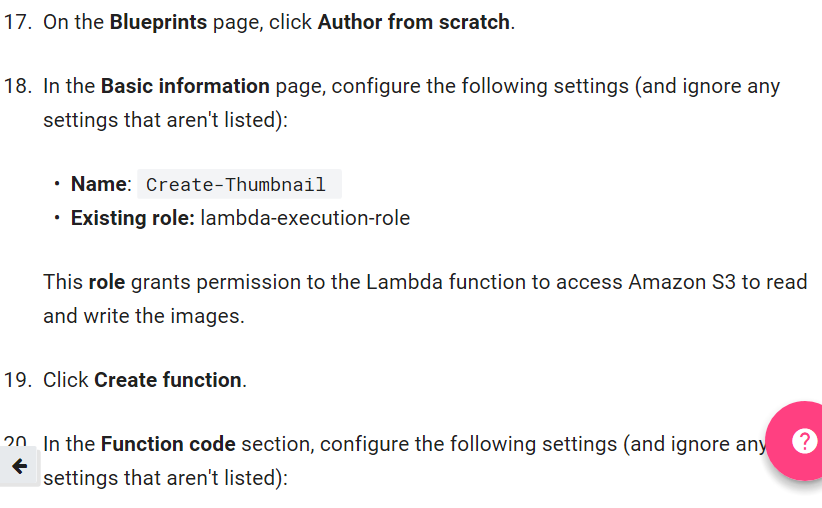 17. On the Blueprints page, click Author from scratch.
18. In the Basic information page, configure the following settings (and ignore any
settings that aren't listed):
• Name: Create-Thumbnail
• Existing role: lambda-execution-role
This role grants permission to the Lambda function to access Amazon S3 to read
and write the images.
19. Click Create function.
20. In the Function code section, configure the following settings (and ignore any
settings that aren't listed):